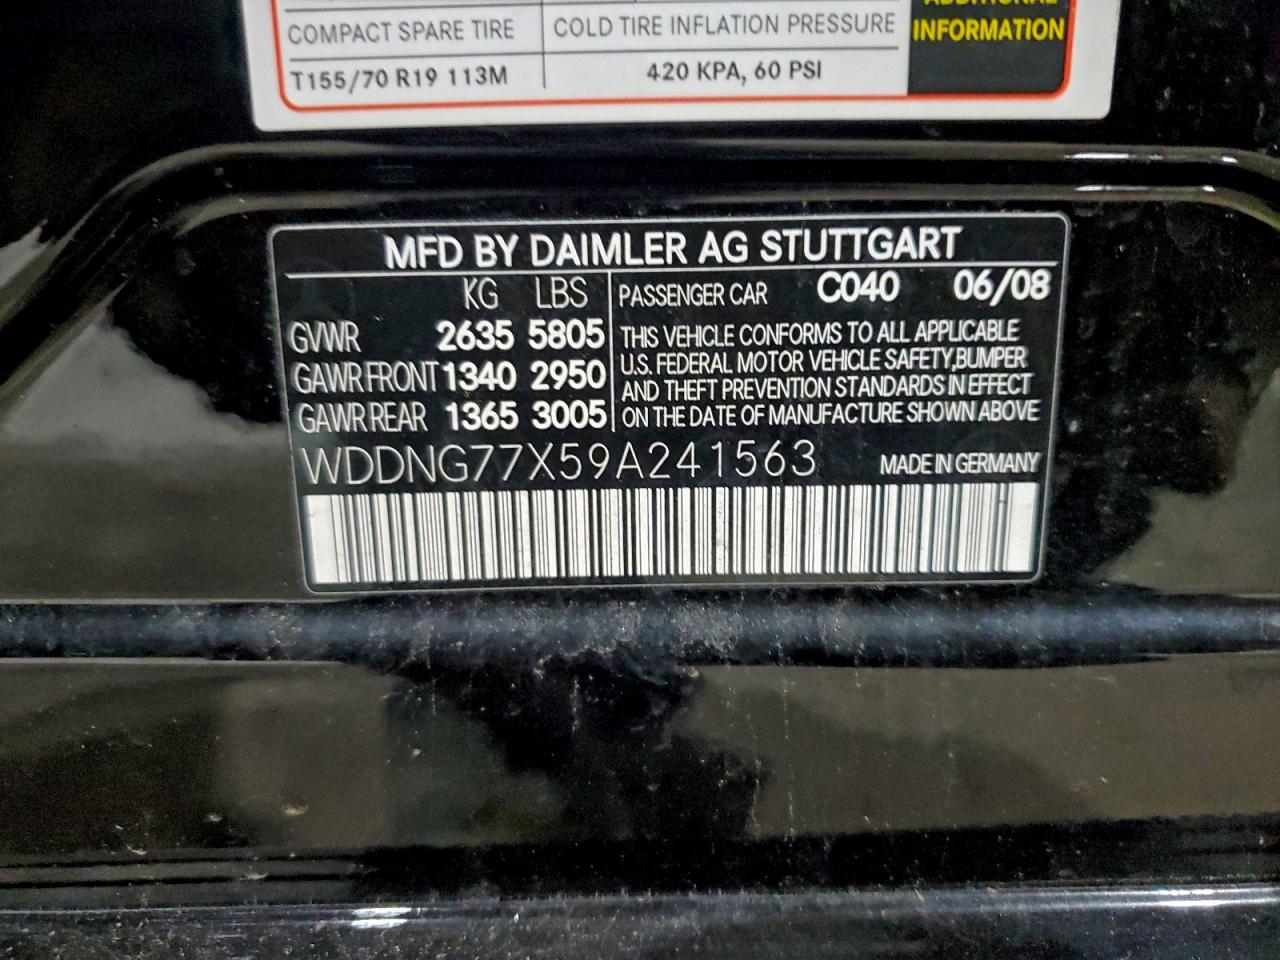 ADDITIONAL
INFORMATION
COMPACT SPARE TIRE COLD TIRE INFLATION PRESSURE
T155/70 R19 113M 420 KPA, 60 PSI
MFD BY DAIMLER AG STUTTGART
KG LBS PASSENGER CAR C040 06/08
GVWR 2635 5805 THIS VEHICLE CONFORMS TO ALL APPLICABLE
U.S. FEDERAL MOTOR VEHICLE SAFETY,BUMPER
GAWR FRONT 1340 2950 AND THEFT PREVENTION STANDARDS IN EFFECT
GAWR REAR 1365 3005 ON THE DATE OF MANUFACTURE SHOWN ABOVE
WDDNG77X59A241563 MADE IN GERMANY